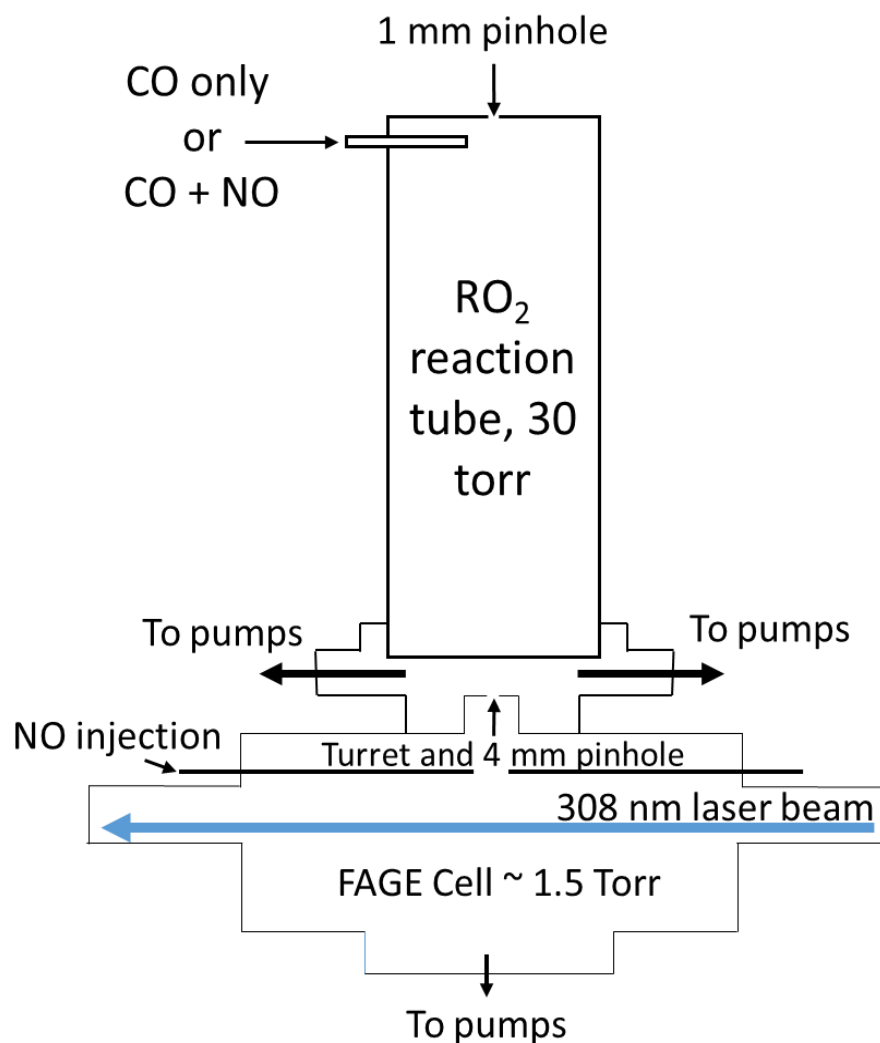 1 mm pinhole
CO only
or
CO + NO
RO₂
reaction
tube, 30
torr
To pumps
To pumps
NO injection
Turret and 4 mm pinhole
308 nm laser beam
FAGE Cell ~ 1.5 Torr
To pumps